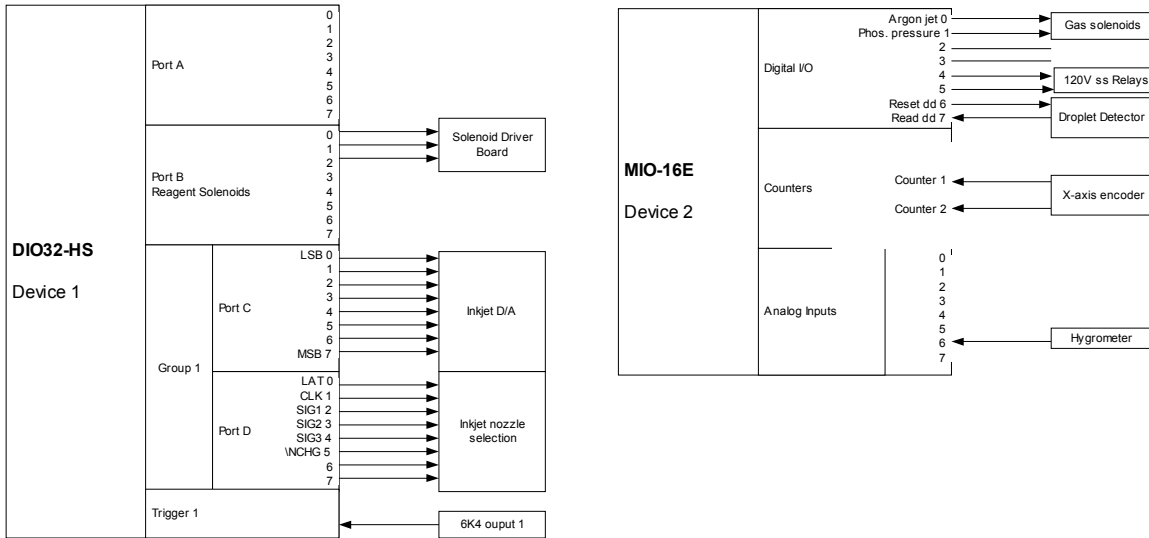 DIO32-HS
Device 1
Port A
0
1
2
3
4
5
6
7
Port B
Reagent Solenoids
0
1
2
3
4
5
6
7
Solenoid Driver
Board
Group 1
Port C
LSB 0
1
2
3
4
5
6
MSB 7
Inkjet D/A
Port D
LAT 0
CLK 1
SIG1 2
SIG2 3
SIG3 4
\NCHG 5
6
7
Inkjet nozzle
selection
Trigger 1
6K4 ouput 1
MIO-16E
Device 2
Digital I/O
Argon jet 0
Phos. pressure 1
2
3
4
5
Reset dd 6
Read dd 7
Gas solenoids
120V ss Relays
Droplet Detector
Counters
Counter 1
Counter 2
X-axis encoder
Analog Inputs
0
1
2
3
4
5
6
7
Hygrometer